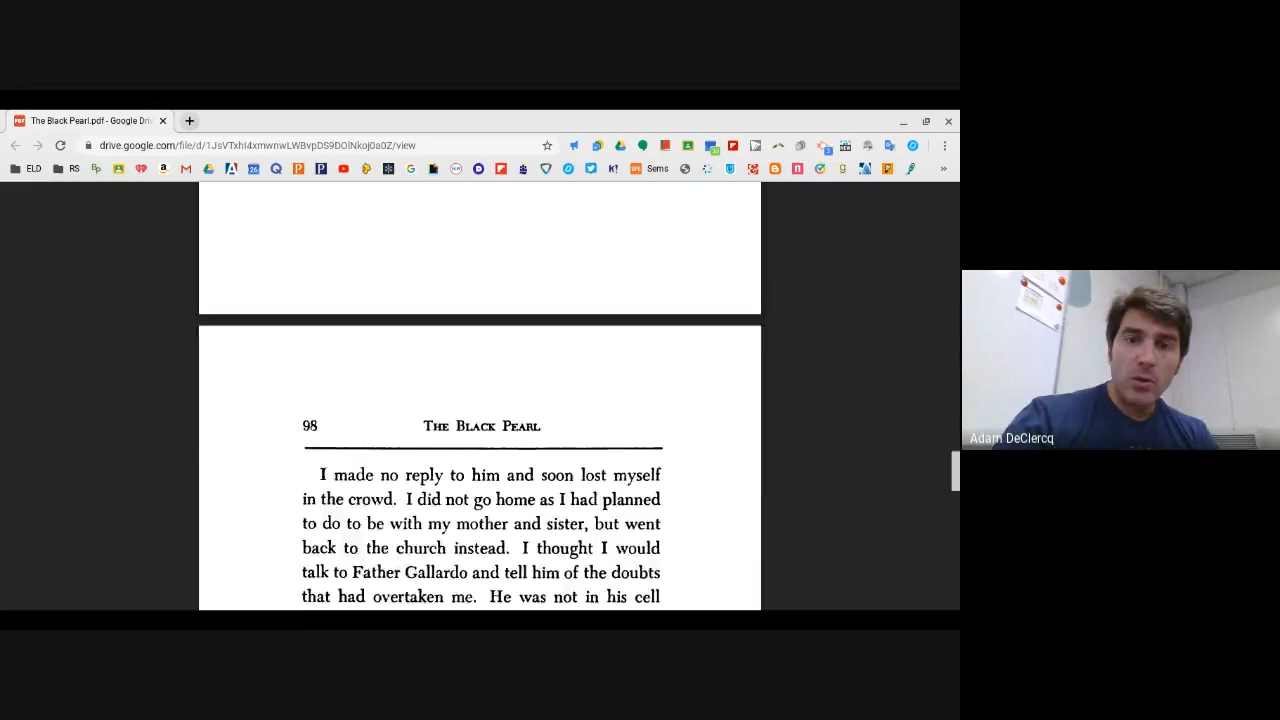 The Black Pearl.pdf - Google Driv
drive.google.com/file/d/1JsVTxhI4xmwnwLWBvpDS9DOlNkoj0a0Z/view
ELD
RS
Sems
98 THE BLACK PEARL
I made no reply to him and soon lost myself
in the crowd. I did not go home as I had planned
to do to be with my mother and sister, but went
back to the church instead. I thought I would
talk to Father Gallardo and tell him of the doubts
that had overtaken me. He was not in his cell
Adam DeClercq